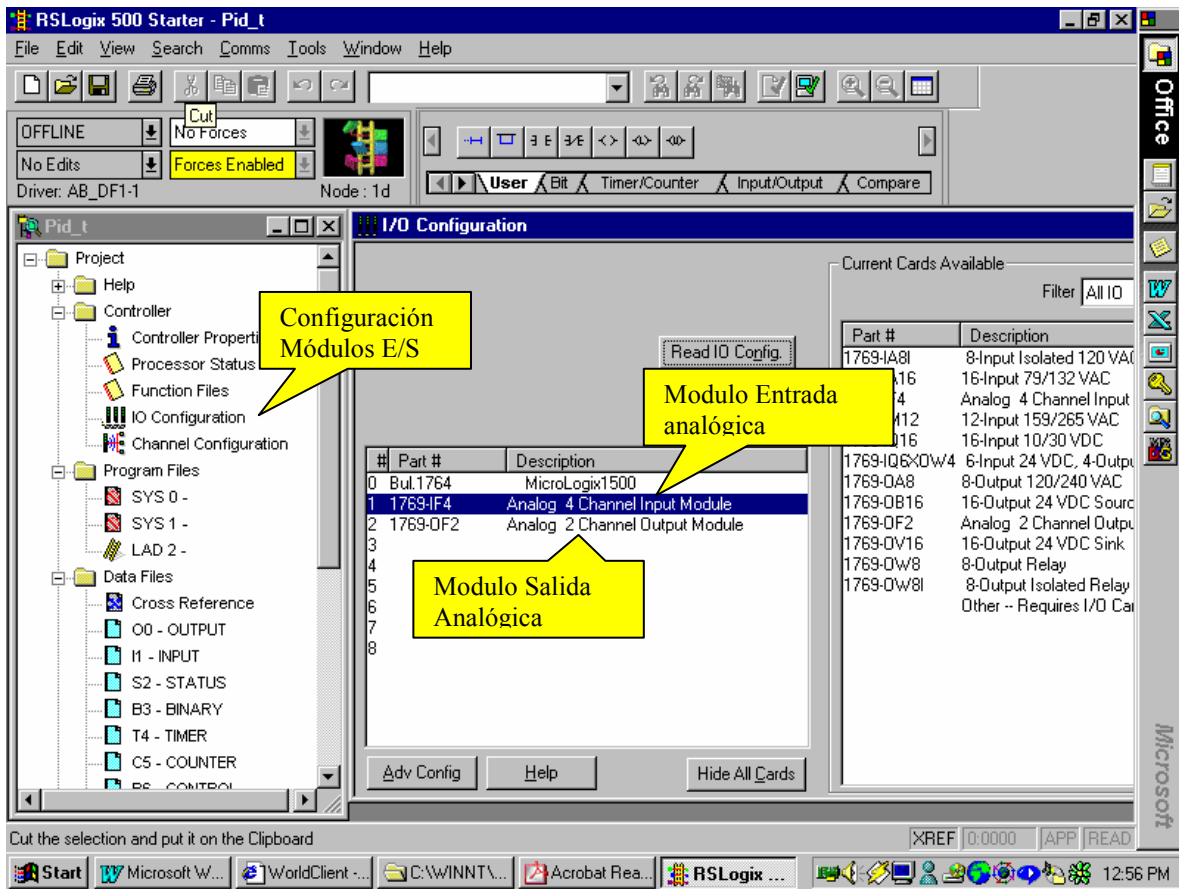 RSLogix 500 Starter - Pid_t
File Edit View Search Comms Tools Window Help
Cut
OFFLINE
No Forces
No Edits
Forces Enabled
Driver: AB_DF1-1
Node : 1d
User Bit Timer/Counter Input/Output Compare
Office
Pid_t
Project
Help
Controller
Controller Properti
Processor Status
Function Files
IO Configuration
Channel Configuration
Program Files
SYS 0 -
SYS 1 -
LAD 2 -
Data Files
Cross Reference
O0 - OUTPUT
I1 - INPUT
S2 - STATUS
B3 - BINARY
T4 - TIMER
C5 - COUNTER
R6 - CONTROL
Configuración
Módulos E/S
I/O Configuration
Read IO Config.
Modulo Entrada
analógica
# Part # Description
0 Bul.1764 MicroLogix1500
1 1769-IF4 Analog 4 Channel Input Module
2 1769-OF2 Analog 2 Channel Output Module
3
4
5
6
7
8
Modulo Salida
Analógica
Adv Config
Help
Hide All Cards
Current Cards Available
Filter All IO
Part # Description
1769-IA8I 8-Input Isolated 120 VA
A16 16-Input 79/132 VAC
4 Analog 4 Channel Input
M12 12-Input 159/265 VAC
Q16 16-Input 10/30 VDC
1769-IQ6XOW4 6-Input 24 VDC, 4-Outpu
1769-OA8 8-Output 120/240 VAC
1769-OB16 16-Output 24 VDC Sourc
1769-OF2 Analog 2 Channel Outpu
1769-OV16 16-Output 24 VDC Sink
1769-OW8 8-Output Relay
1769-OW8I 8-Output Isolated Relay
Other -- Requires I/O Ca
Microsoft
Cut the selection and put it on the Clipboard
XREF 0:0000 APP READ
Start
Microsoft W...
WorldClient -...
C:\WINNT\...
Acrobat Rea...
RSLogix ...
12:56 PM